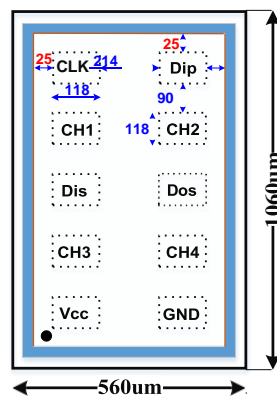 25
25
CLK
214
Dip
118
90
CH1
118
CH2
Dis
Dos
CH3
CH4
Vcc
GND
1060um
560um